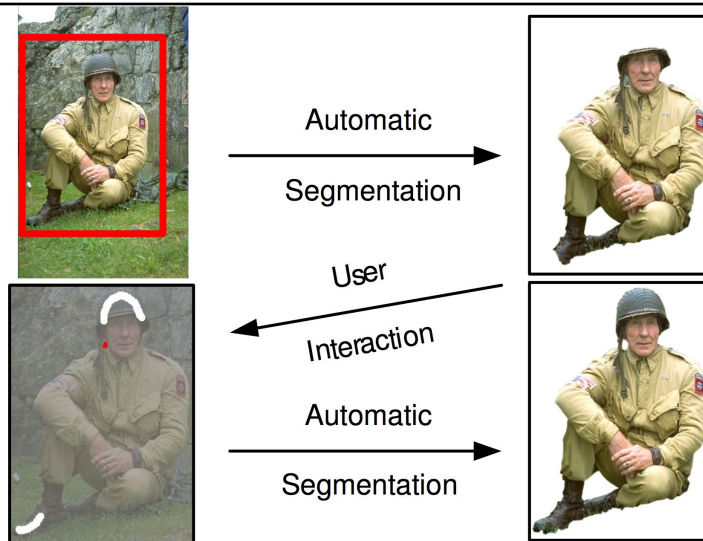 Automatic
Segmentation
User
Interaction
Automatic
Segmentation